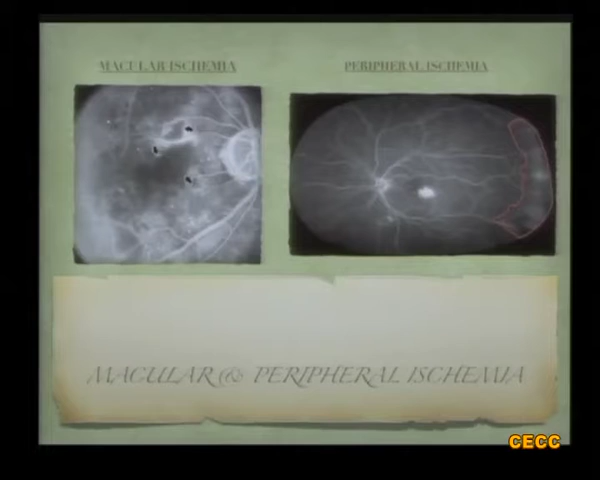 MACULAR ISCHEMIA
PERIPHERAL ISCHEMIA
MACULAR & PERIPHERAL ISCHEMIA
CECC